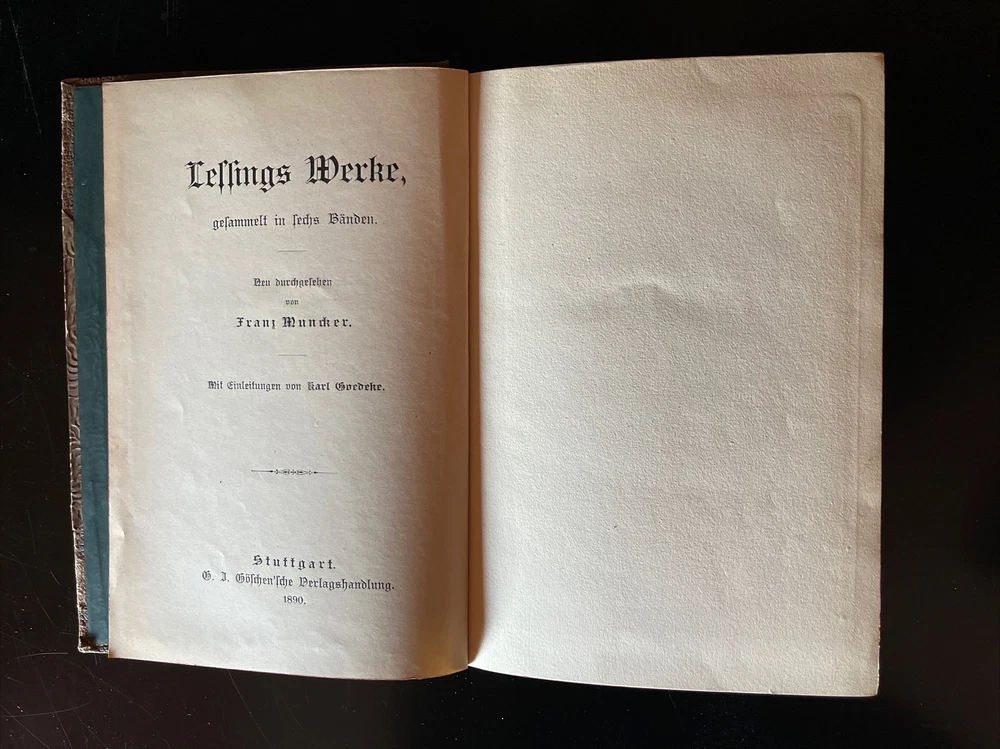 Leſſings Werke,
geſammelt in ſechs Bänden.
Neu durchgeſehen
von
Franz Muncker.
Mit Einleitungen von Karl Goedeke.
Stuttgart.
G. J. Göſchen'ſche Verlagshandlung.
1890.